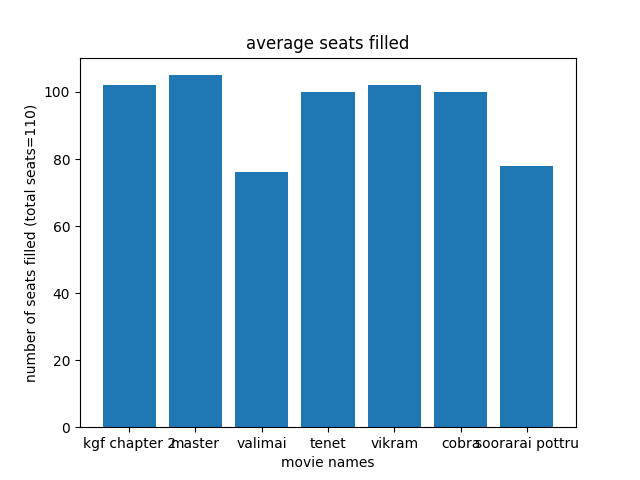 average seats filled
number of seats filled (total seats=110)
100
80
60
40
20
0
kgf chapter 2 master valimai tenet vikram cobra soorarai pottru
movie names